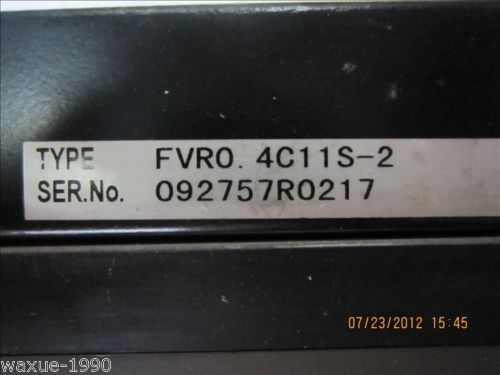 TYPE FVR0.4C11S-2
SER.No. 092757R0217
07/23/2012 15:45
waxue-1990